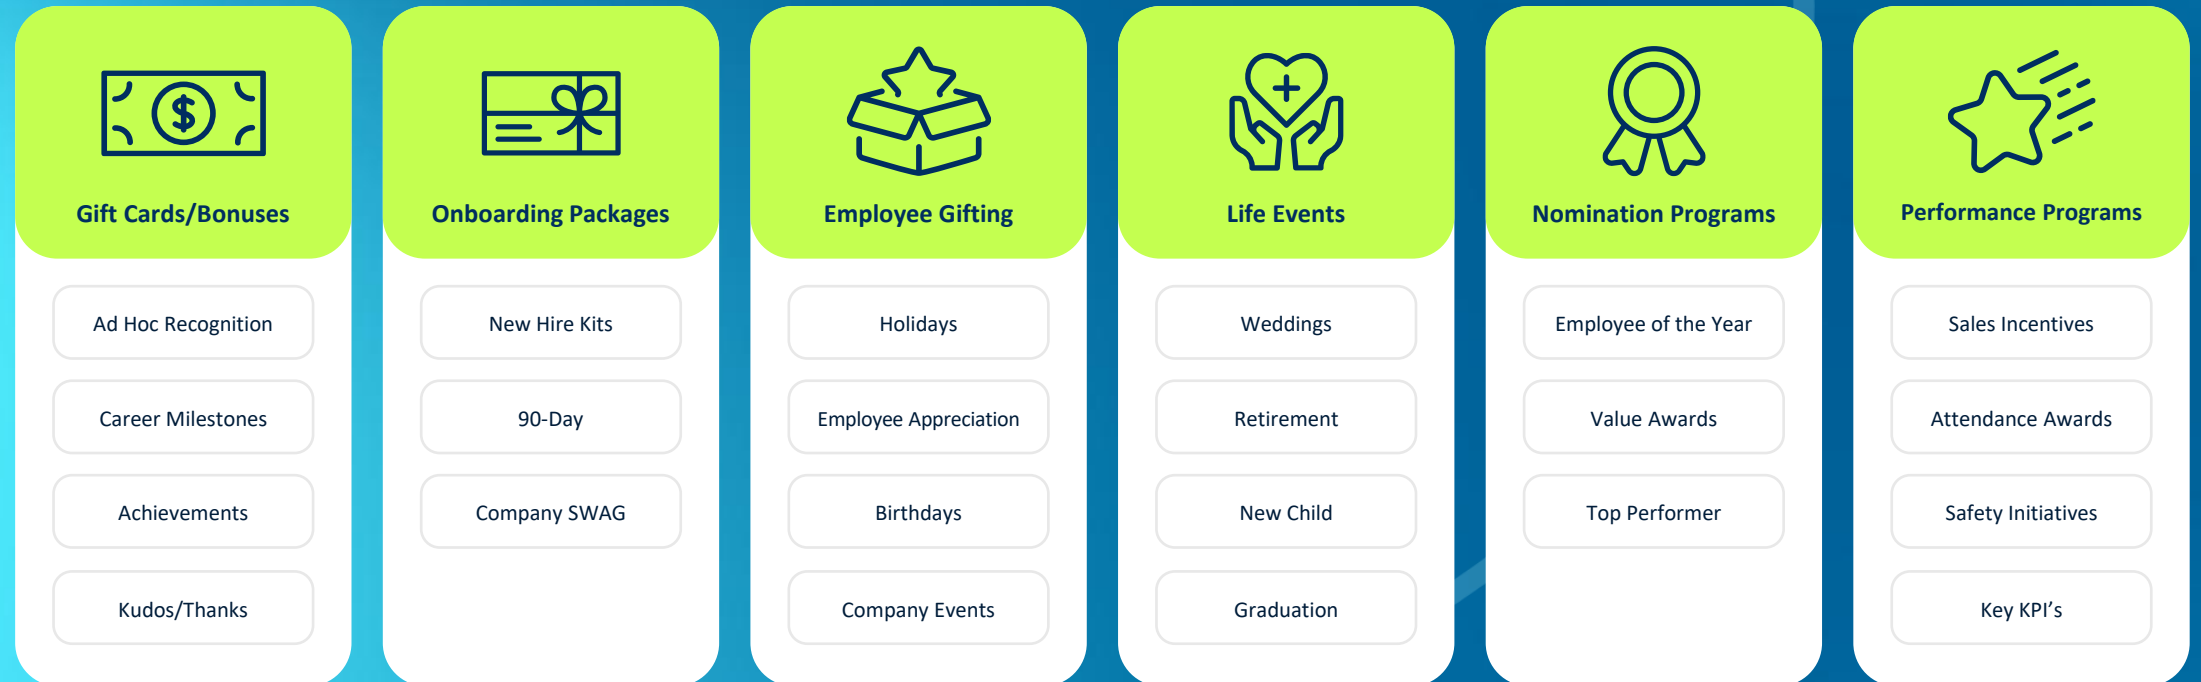 Gift Cards/Bonuses
Ad Hoc Recognition
Career Milestones
Achievements
Kudos/Thanks
Onboarding Packages
New Hire Kits
90-Day
Company SWAG
Employee Gifting
Holidays
Employee Appreciation
Birthdays
Company Events
Life Events
Weddings
Retirement
New Child
Graduation
Nomination Programs
Employee of the Year
Value Awards
Top Performer
Performance Programs
Sales Incentives
Attendance Awards
Safety Initiatives
Key KPI’s